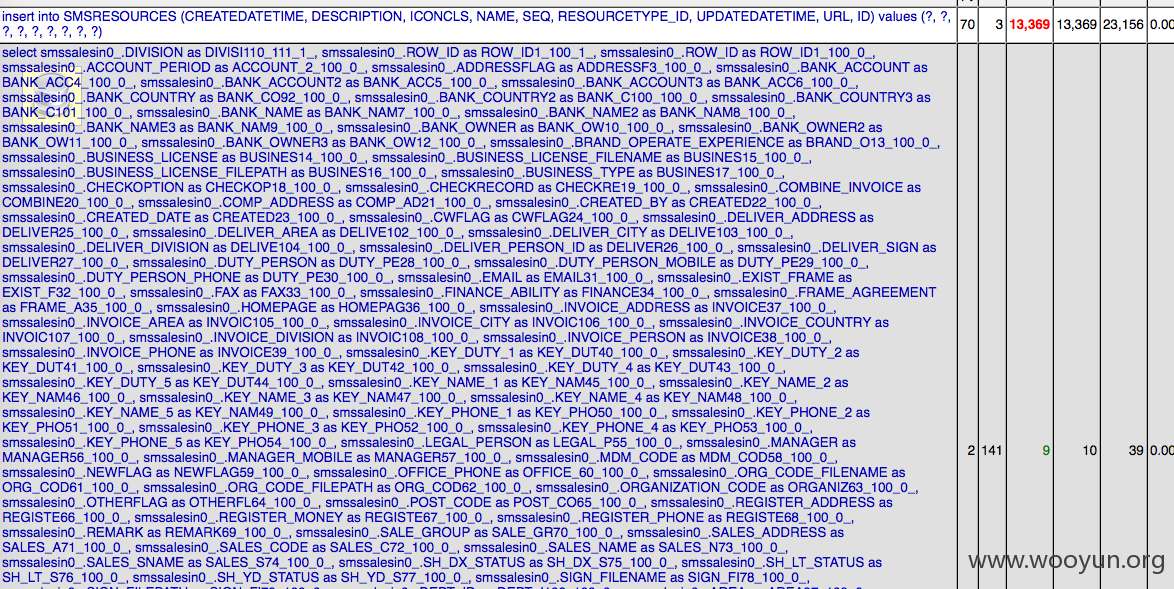 insert into SMSRESOURCES (CREATEDATETIME, DESCRIPTION, ICONCLS, NAME, SEQ, RESOURCETYPE_ID, UPDATEDATETIME, URL, ID) values (?, ?,
?, ?, ?, ?, ?, ?, ?)
70 3 13,369 13,369 23,156 0.00
select smssalesin0_.DIVISION as DIVISI110_111_1_, smssalesin0_.ROW_ID as ROW_ID1_100_1_, smssalesin0_.ROW_ID as ROW_ID1_100_0_,
smssalesin0_.ACCOUNT_PERIOD as ACCOUNT_2_100_0_, smssalesin0_.ADDRESSFLAG as ADDRESSF3_100_0_, smssalesin0_.BANK_ACCOUNT as
BANK_ACC4_100_0_, smssalesin0_.BANK_ACCOUNT2 as BANK_ACC5_100_0_, smssalesin0_.BANK_ACCOUNT3 as BANK_ACC6_100_0_,
smssalesin0_.BANK_COUNTRY as BANK_CO92_100_0_, smssalesin0_.BANK_COUNTRY2 as BANK_C100_100_0_, smssalesin0_.BANK_COUNTRY3 as
BANK_C101_100_0_, smssalesin0_.BANK_NAME as BANK_NAM7_100_0_, smssalesin0_.BANK_NAME2 as BANK_NAM8_100_0_,
smssalesin0_.BANK_NAME3 as BANK_NAM9_100_0_, smssalesin0_.BANK_OWNER as BANK_OW10_100_0_, smssalesin0_.BANK_OWNER2 as
BANK_OW11_100_0_, smssalesin0_.BANK_OWNER3 as BANK_OW12_100_0_, smssalesin0_.BRAND_OPERATE_EXPERIENCE as BRAND_O13_100_0_,
smssalesin0_.BUSINESS_LICENSE as BUSINES14_100_0_, smssalesin0_.BUSINESS_LICENSE_FILENAME as BUSINES15_100_0_,
smssalesin0_.BUSINESS_LICENSE_FILEPATH as BUSINES16_100_0_, smssalesin0_.BUSINESS_TYPE as BUSINES17_100_0_,
smssalesin0_.CHECKOPTION as CHECKOP18_100_0_, smssalesin0_.CHECKRECORD as CHECKRE19_100_0_, smssalesin0_.COMBINE_INVOICE as
COMBINE20_100_0_, smssalesin0_.COMP_ADDRESS as COMP_AD21_100_0_, smssalesin0_.CREATED_BY as CREATED22_100_0_,
smssalesin0_.CREATED_DATE as CREATED23_100_0_, smssalesin0_.CWFLAG as CWFLAG24_100_0_, smssalesin0_.DELIVER_ADDRESS as
DELIVER25_100_0_, smssalesin0_.DELIVER_AREA as DELIVE102_100_0_, smssalesin0_.DELIVER_CITY as DELIVE103_100_0_,
smssalesin0_.DELIVER_DIVISION as DELIVE104_100_0_, smssalesin0_.DELIVER_PERSON_ID as DELIVER26_100_0_, smssalesin0_.DELIVER_SIGN as
DELIVER27_100_0_, smssalesin0_.DUTY_PERSON as DUTY_PE28_100_0_, smssalesin0_.DUTY_PERSON_MOBILE as DUTY_PE29_100_0_,
smssalesin0_.DUTY_PERSON_PHONE as DUTY_PE30_100_0_, smssalesin0_.EMAIL as EMAIL31_100_0_, smssalesin0_.EXIST_FRAME as
EXIST_F32_100_0_, smssalesin0_.FAX as FAX33_100_0_, smssalesin0_.FINANCE_ABILITY as FINANCE34_100_0_, smssalesin0_.FRAME_AGREEMENT
as FRAME_A35_100_0_, smssalesin0_.HOMEPAGE as HOMEPAG36_100_0_, smssalesin0_.INVOICE_ADDRESS as INVOICE37_100_0_,
smssalesin0_.INVOICE_AREA as INVOIC105_100_0_, smssalesin0_.INVOICE_CITY as INVOIC106_100_0_, smssalesin0_.INVOICE_COUNTRY as
INVOIC107_100_0_, smssalesin0_.INVOICE_DIVISION as INVOIC108_100_0_, smssalesin0_.INVOICE_PERSON as INVOICE38_100_0_,
smssalesin0_.INVOICE_PHONE as INVOICE39_100_0_, smssalesin0_.KEY_DUTY_1 as KEY_DUT40_100_0_, smssalesin0_.KEY_DUTY_2 as
KEY_DUT41_100_0_, smssalesin0_.KEY_DUTY_3 as KEY_DUT42_100_0_, smssalesin0_.KEY_DUTY_4 as KEY_DUT43_100_0_,
smssalesin0_.KEY_DUTY_5 as KEY_DUT44_100_0_, smssalesin0_.KEY_NAME_1 as KEY_NAM45_100_0_, smssalesin0_.KEY_NAME_2 as
KEY_NAM46_100_0_, smssalesin0_.KEY_NAME_3 as KEY_NAM47_100_0_, smssalesin0_.KEY_NAME_4 as KEY_NAM48_100_0_,
smssalesin0_.KEY_NAME_5 as KEY_NAM49_100_0_, smssalesin0_.KEY_PHONE_1 as KEY_PHO50_100_0_, smssalesin0_.KEY_PHONE_2 as
KEY_PHO51_100_0_, smssalesin0_.KEY_PHONE_3 as KEY_PHO52_100_0_, smssalesin0_.KEY_PHONE_4 as KEY_PHO53_100_0_,
smssalesin0_.KEY_PHONE_5 as KEY_PHO54_100_0_, smssalesin0_.LEGAL_PERSON as LEGAL_P55_100_0_, smssalesin0_.MANAGER as
MANAGER56_100_0_, smssalesin0_.MANAGER_MOBILE as MANAGER57_100_0_, smssalesin0_.MDM_CODE as MDM_COD58_100_0_,
2 141 9 10 39 0.00
smssalesin0_.NEWFLAG as NEWFLAG59_100_0_, smssalesin0_.OFFICE_PHONE as OFFICE_60_100_0_, smssalesin0_.ORG_CODE_FILENAME as
ORG_COD61_100_0_, smssalesin0_.ORG_CODE_FILEPATH as ORG_COD62_100_0_, smssalesin0_.ORGANIZATION_CODE as ORGANIZ63_100_0_,
smssalesin0_.OTHERFLAG as OTHERFL64_100_0_, smssalesin0_.POST_CODE as POST_CO65_100_0_, smssalesin0_.REGISTER_ADDRESS as
REGISTE66_100_0_, smssalesin0_.REGISTER_MONEY as REGISTE67_100_0_, smssalesin0_.REGISTER_PHONE as REGISTE68_100_0_,
smssalesin0_.REMARK as REMARK69_100_0_, smssalesin0_.SALE_GROUP as SALE_GR70_100_0_, smssalesin0_.SALES_ADDRESS as
SALES_A71_100_0_, smssalesin0_.SALES_CODE as SALES_C72_100_0_, smssalesin0_.SALES_NAME as SALES_N73_100_0_,
smssalesin0_.SALES_SNAME as SALES_S74_100_0_, smssalesin0_.SH_DX_STATUS as SH_DX_S75_100_0_, smssalesin0_.SH_LT_STATUS as
SH_LT_S76_100_0_, smssalesin0_.SH_YD_STATUS as SH_YD_S77_100_0_, smssalesin0_.SIGN_FILENAME as SIGN_FI78_100_0_,
www.wooyun.org